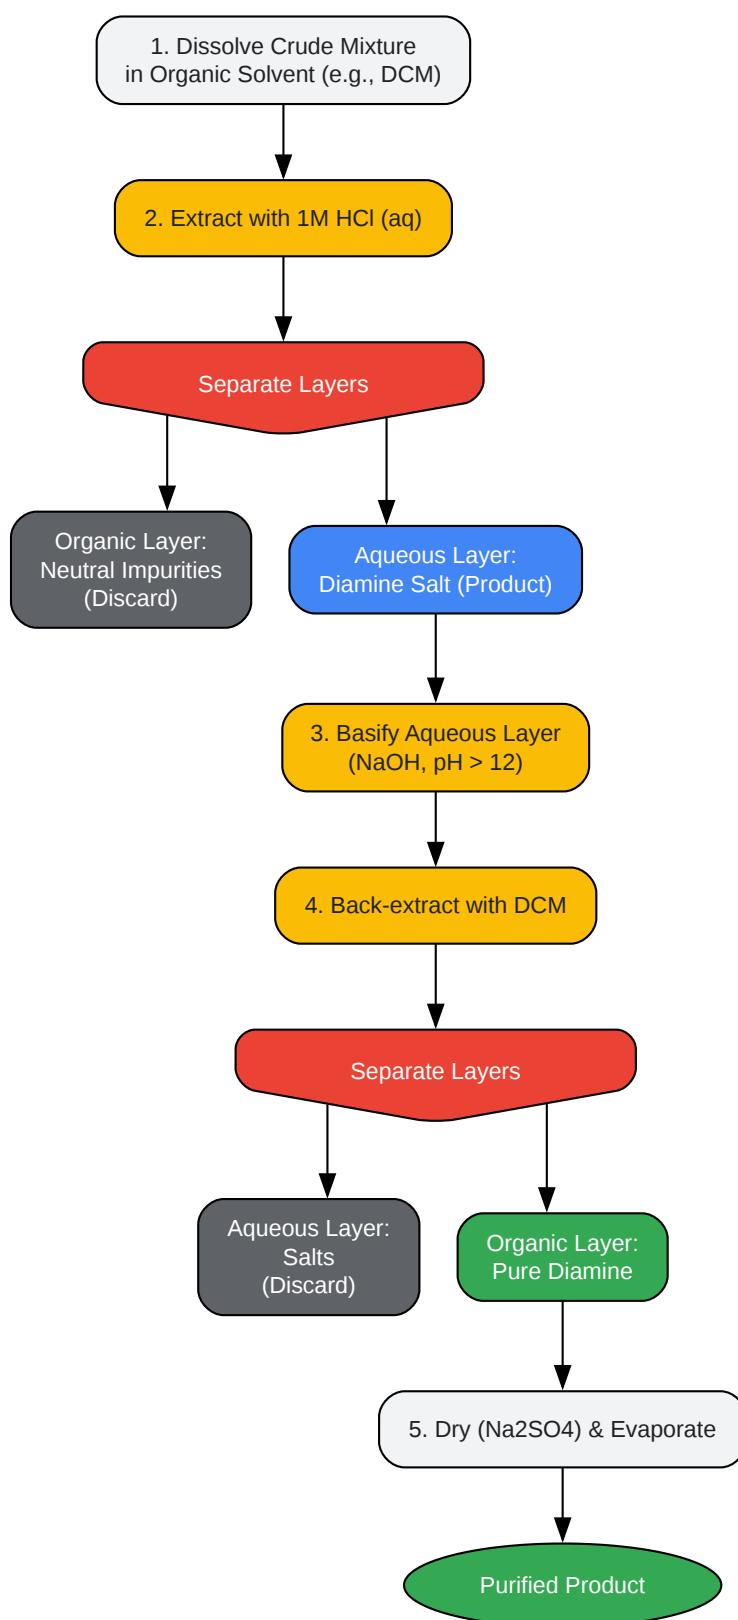 1. Dissolve Crude Mixture
in Organic Solvent (e.g., DCM)
2. Extract with 1M HCl (aq)
Separate Layers
Organic Layer:
Neutral Impurities
(Discard)
Aqueous Layer:
Diamine Salt (Product)
3. Basify Aqueous Layer
(NaOH, pH > 12)
4. Back-extract with DCM
Separate Layers
Aqueous Layer:
Salts
(Discard)
Organic Layer:
Pure Diamine
5. Dry (Na2SO4) & Evaporate
Purified Product